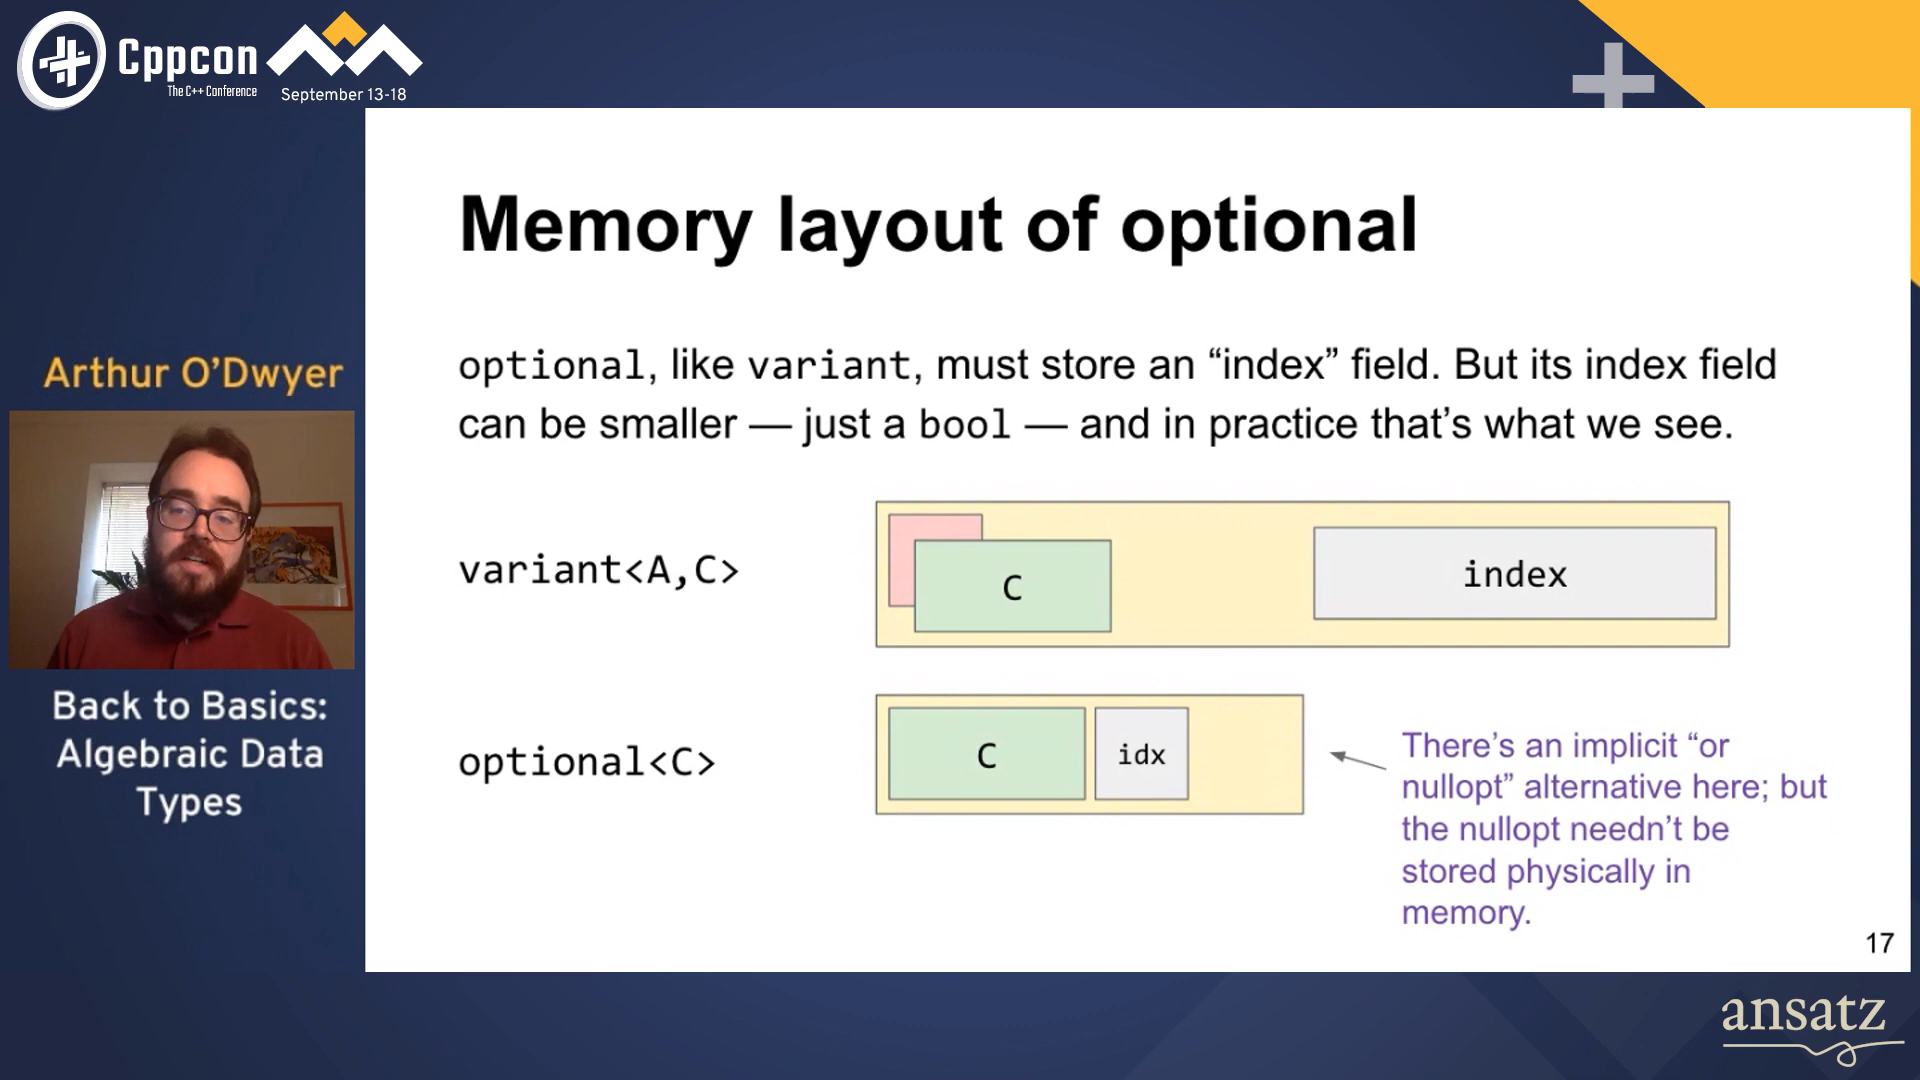 Cppcon
The C++ Conference
September 13-18
Memory layout of optional
optional, like variant, must store an “index” field. But its index field
can be smaller — just a bool — and in practice that’s what we see.
Arthur O’Dwyer
Back to Basics:
Algebraic Data
Types
variant<A,C>
C
index
optional<C>
C
idx
There’s an implicit “or
nullopt” alternative here; but
the nullopt needn’t be
stored physically in
memory.
17
ansatz